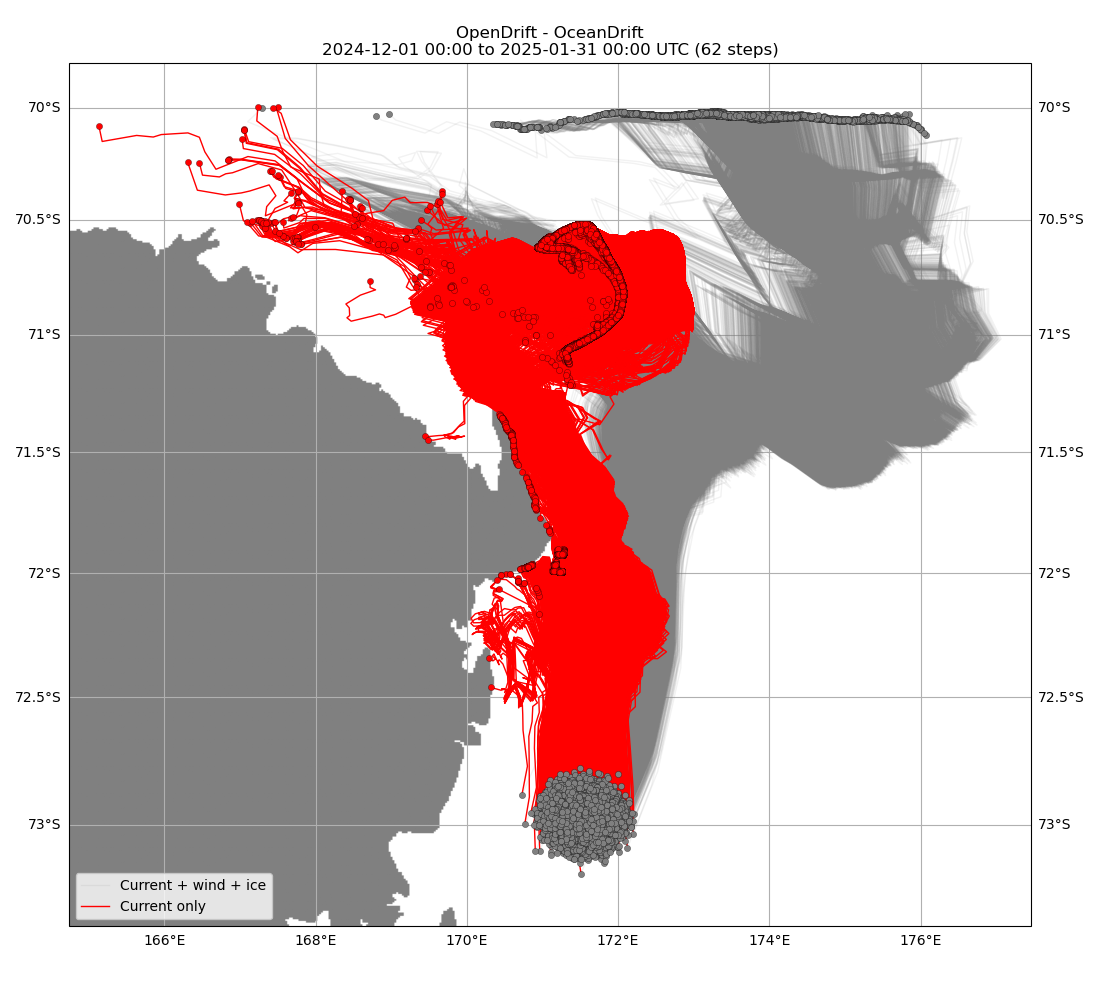 OpenDrift - OceanDrift
2024-12-01 00:00 to 2025-01-31 00:00 UTC (62 steps)
70°S 70°S
70.5°S 70.5°S
71°S 71°S
71.5°S 71.5°S
72°S 72°S
72.5°S 72.5°S
73°S 73°S
Current + wind + ice
Current only
166°E 168°E 170°E 172°E 174°E 176°E